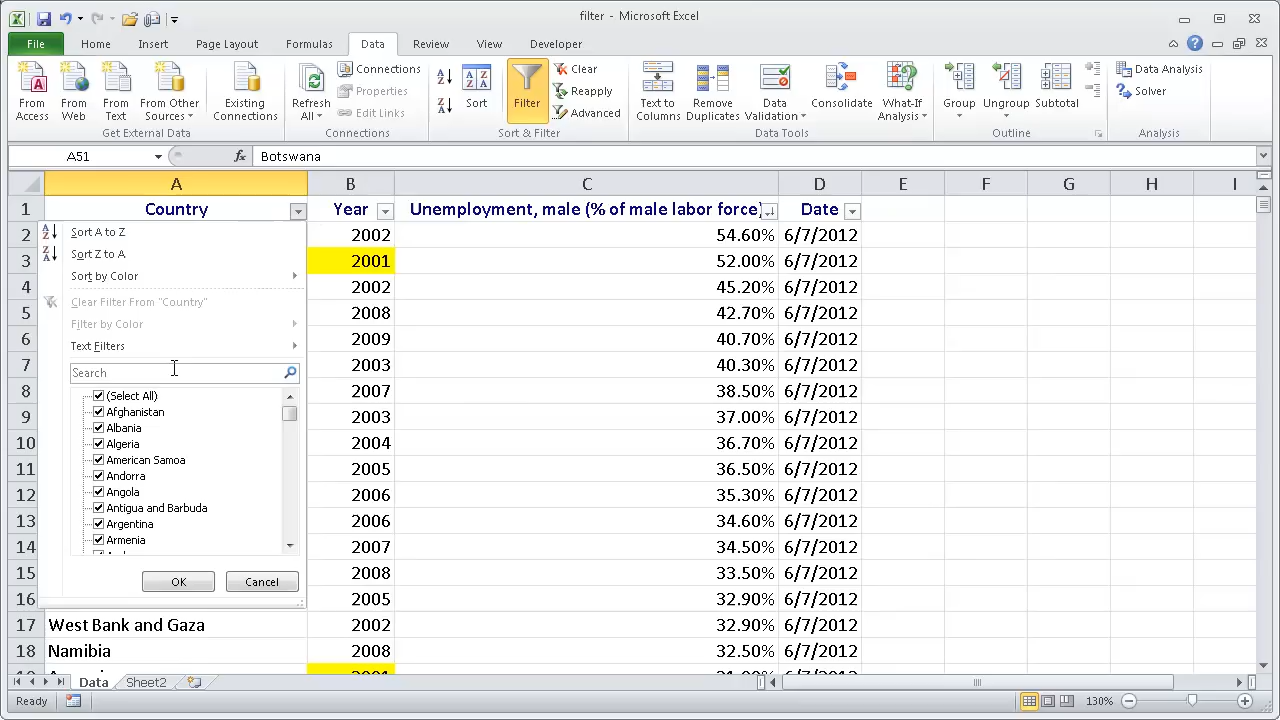 filter - Microsoft Excel
File Home Insert Page Layout Formulas Data Review View Developer
From Access
From Web
From Text
From Other Sources
Existing Connections
Get External Data
Refresh All
Connections
Properties
Edit Links
Connections
Sort
Filter
Clear
Reapply
Advanced
Sort & Filter
Text to Columns
Remove Duplicates
Data Validation
Consolidate
What-If Analysis
Data Tools
Group
Ungroup
Subtotal
Outline
Data Analysis
Solver
Analysis
A51 fx Botswana
A B C D E F G H I
1 Country Year Unemployment, male (% of male labor force) Date
2 2002 54.60% 6/7/2012
3 2001 52.00% 6/7/2012
4 2002 45.20% 6/7/2012
5 2008 42.70% 6/7/2012
6 2009 40.70% 6/7/2012
7 2003 40.30% 6/7/2012
8 2007 38.50% 6/7/2012
9 2003 37.00% 6/7/2012
10 2004 36.70% 6/7/2012
11 2005 36.50% 6/7/2012
12 2006 35.30% 6/7/2012
13 2006 34.60% 6/7/2012
14 2007 34.50% 6/7/2012
15 2008 33.50% 6/7/2012
16 2005 32.90% 6/7/2012
17 West Bank and Gaza 2002 32.90% 6/7/2012
18 Namibia 2008 32.50% 6/7/2012
Sort A to Z
Sort Z to A
Sort by Color
Clear Filter From "Country"
Filter by Color
Text Filters
Search
(Select All)
Afghanistan
Albania
Algeria
American Samoa
Andorra
Angola
Antigua and Barbuda
Argentina
Armenia
OK Cancel
Data Sheet2
Ready 130%